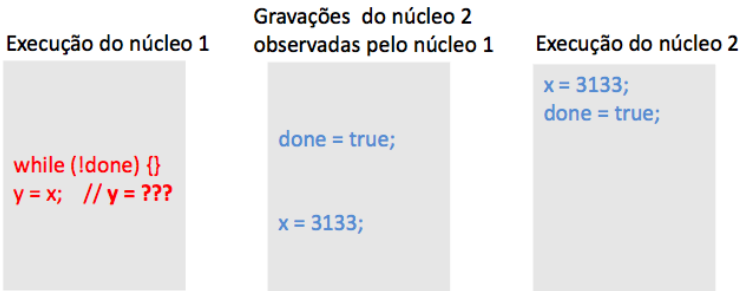 Execução do núcleo 1
while (!done) {}
y = x;   // y = ???
Gravações do núcleo 2
observadas pelo núcleo 1
done = true;
x = 3133;
Execução do núcleo 2
x = 3133;
done = true;